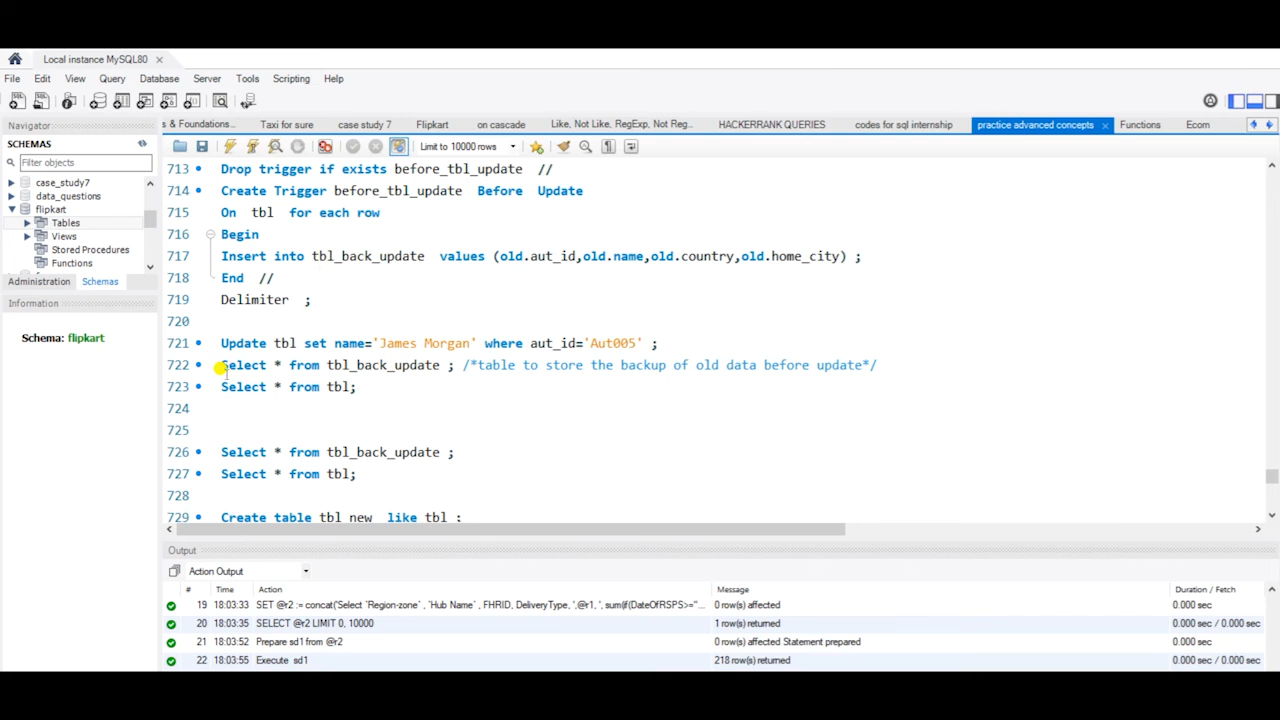 Local instance MySQL80
File Edit View Query Database Server Tools Scripting Help
Navigator
s & Foundations... Taxi for sure case study 7 Flipkart on cascade Like, Not Like, RegExp, Not Reg... HACKERRANK QUERIES codes for sql internship practice advanced concepts Functions Ecom
SCHEMAS
Limit to 10000 rows
Filter objects
case_study7
data_questions
flipkart
Tables
Views
Stored Procedures
Functions
Administration Schemas
Information
Schema: flipkart
713 Drop trigger if exists before_tbl_update //
714 Create Trigger before_tbl_update Before Update
715 On tbl for each row
716 Begin
717 Insert into tbl_back_update values (old.aut_id,old.name,old.country,old.home_city) ;
718 End //
719 Delimiter ;
720
721 Update tbl set name='James Morgan' where aut_id='Aut005' ;
722 Select * from tbl_back_update ; /*table to store the backup of old data before update*/
723 Select * from tbl;
724
725
726 Select * from tbl_back_update ;
727 Select * from tbl;
728
729 Create table tbl_new like tbl ;
Output
Action Output
# Time Action Message Duration / Fetch
19 18:03:33 SET @r2 := concat('Select `Region-zone` , `Hub Name` , FHRID, DeliveryType, ',@r1, ', sum(if(DateOfRSPS>="... 0 row(s) affected 0.000 sec
20 18:03:35 SELECT @r2 LIMIT 0, 10000 1 row(s) returned 0.000 sec / 0.000 sec
21 18:03:52 Prepare sd1 from @r2 0 row(s) affected Statement prepared 0.000 sec
22 18:03:55 Execute sd1 218 row(s) returned 0.000 sec / 0.000 sec